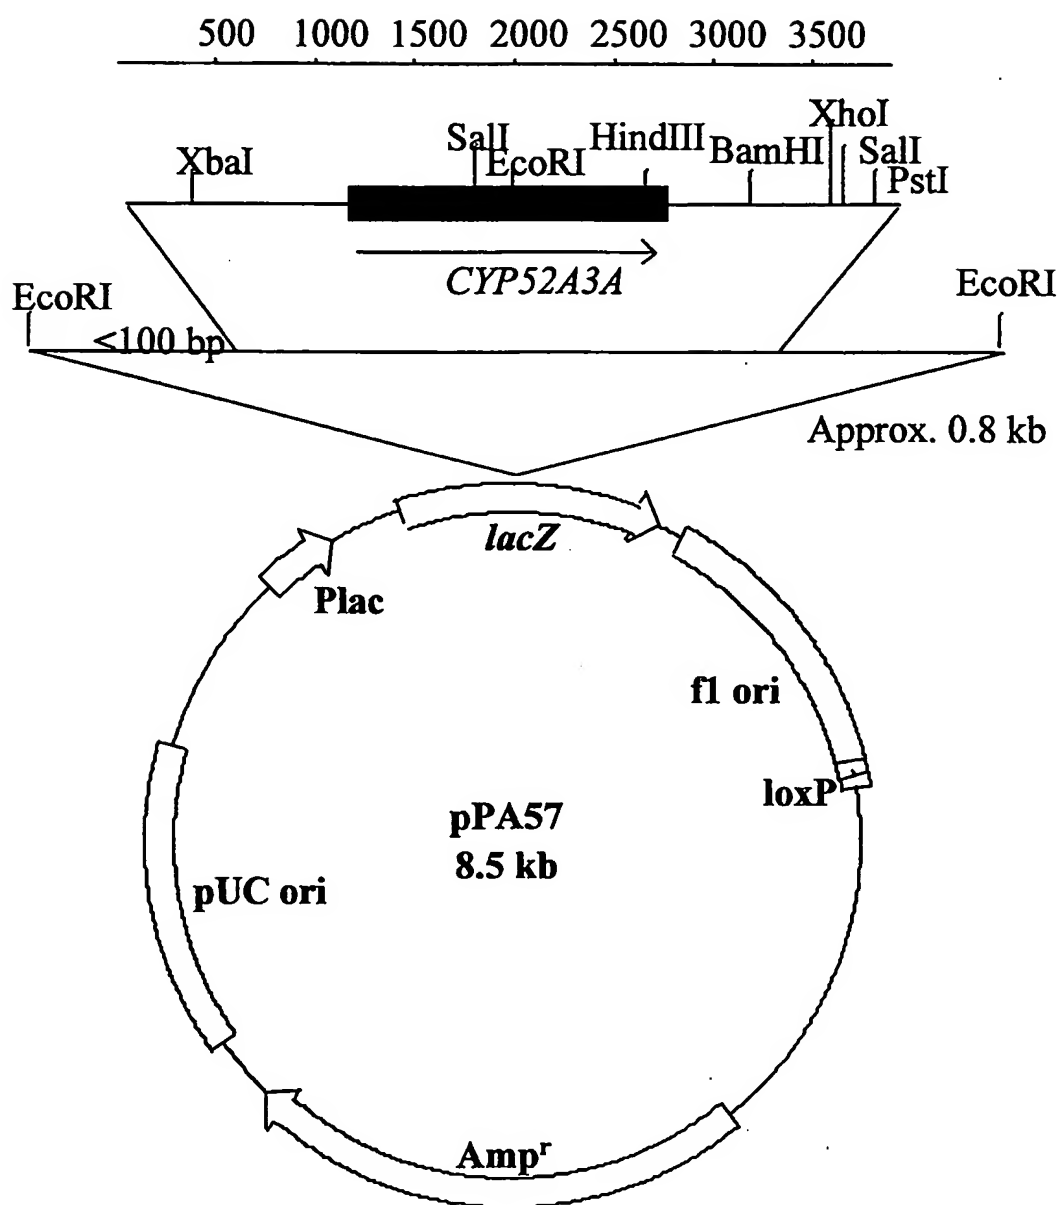 500 1000 1500 2000 2500 3000 3500
XhoI
SalI HindIII BamHI SalI
XbaI EcoRI PstI
CYP52A3A
EcoRI EcoRI
<100 bp
Approx. 0.8 kb
lacZ
Plac
f1 ori
loxP
pPA57
8.5 kb
pUC ori
Ampʳ